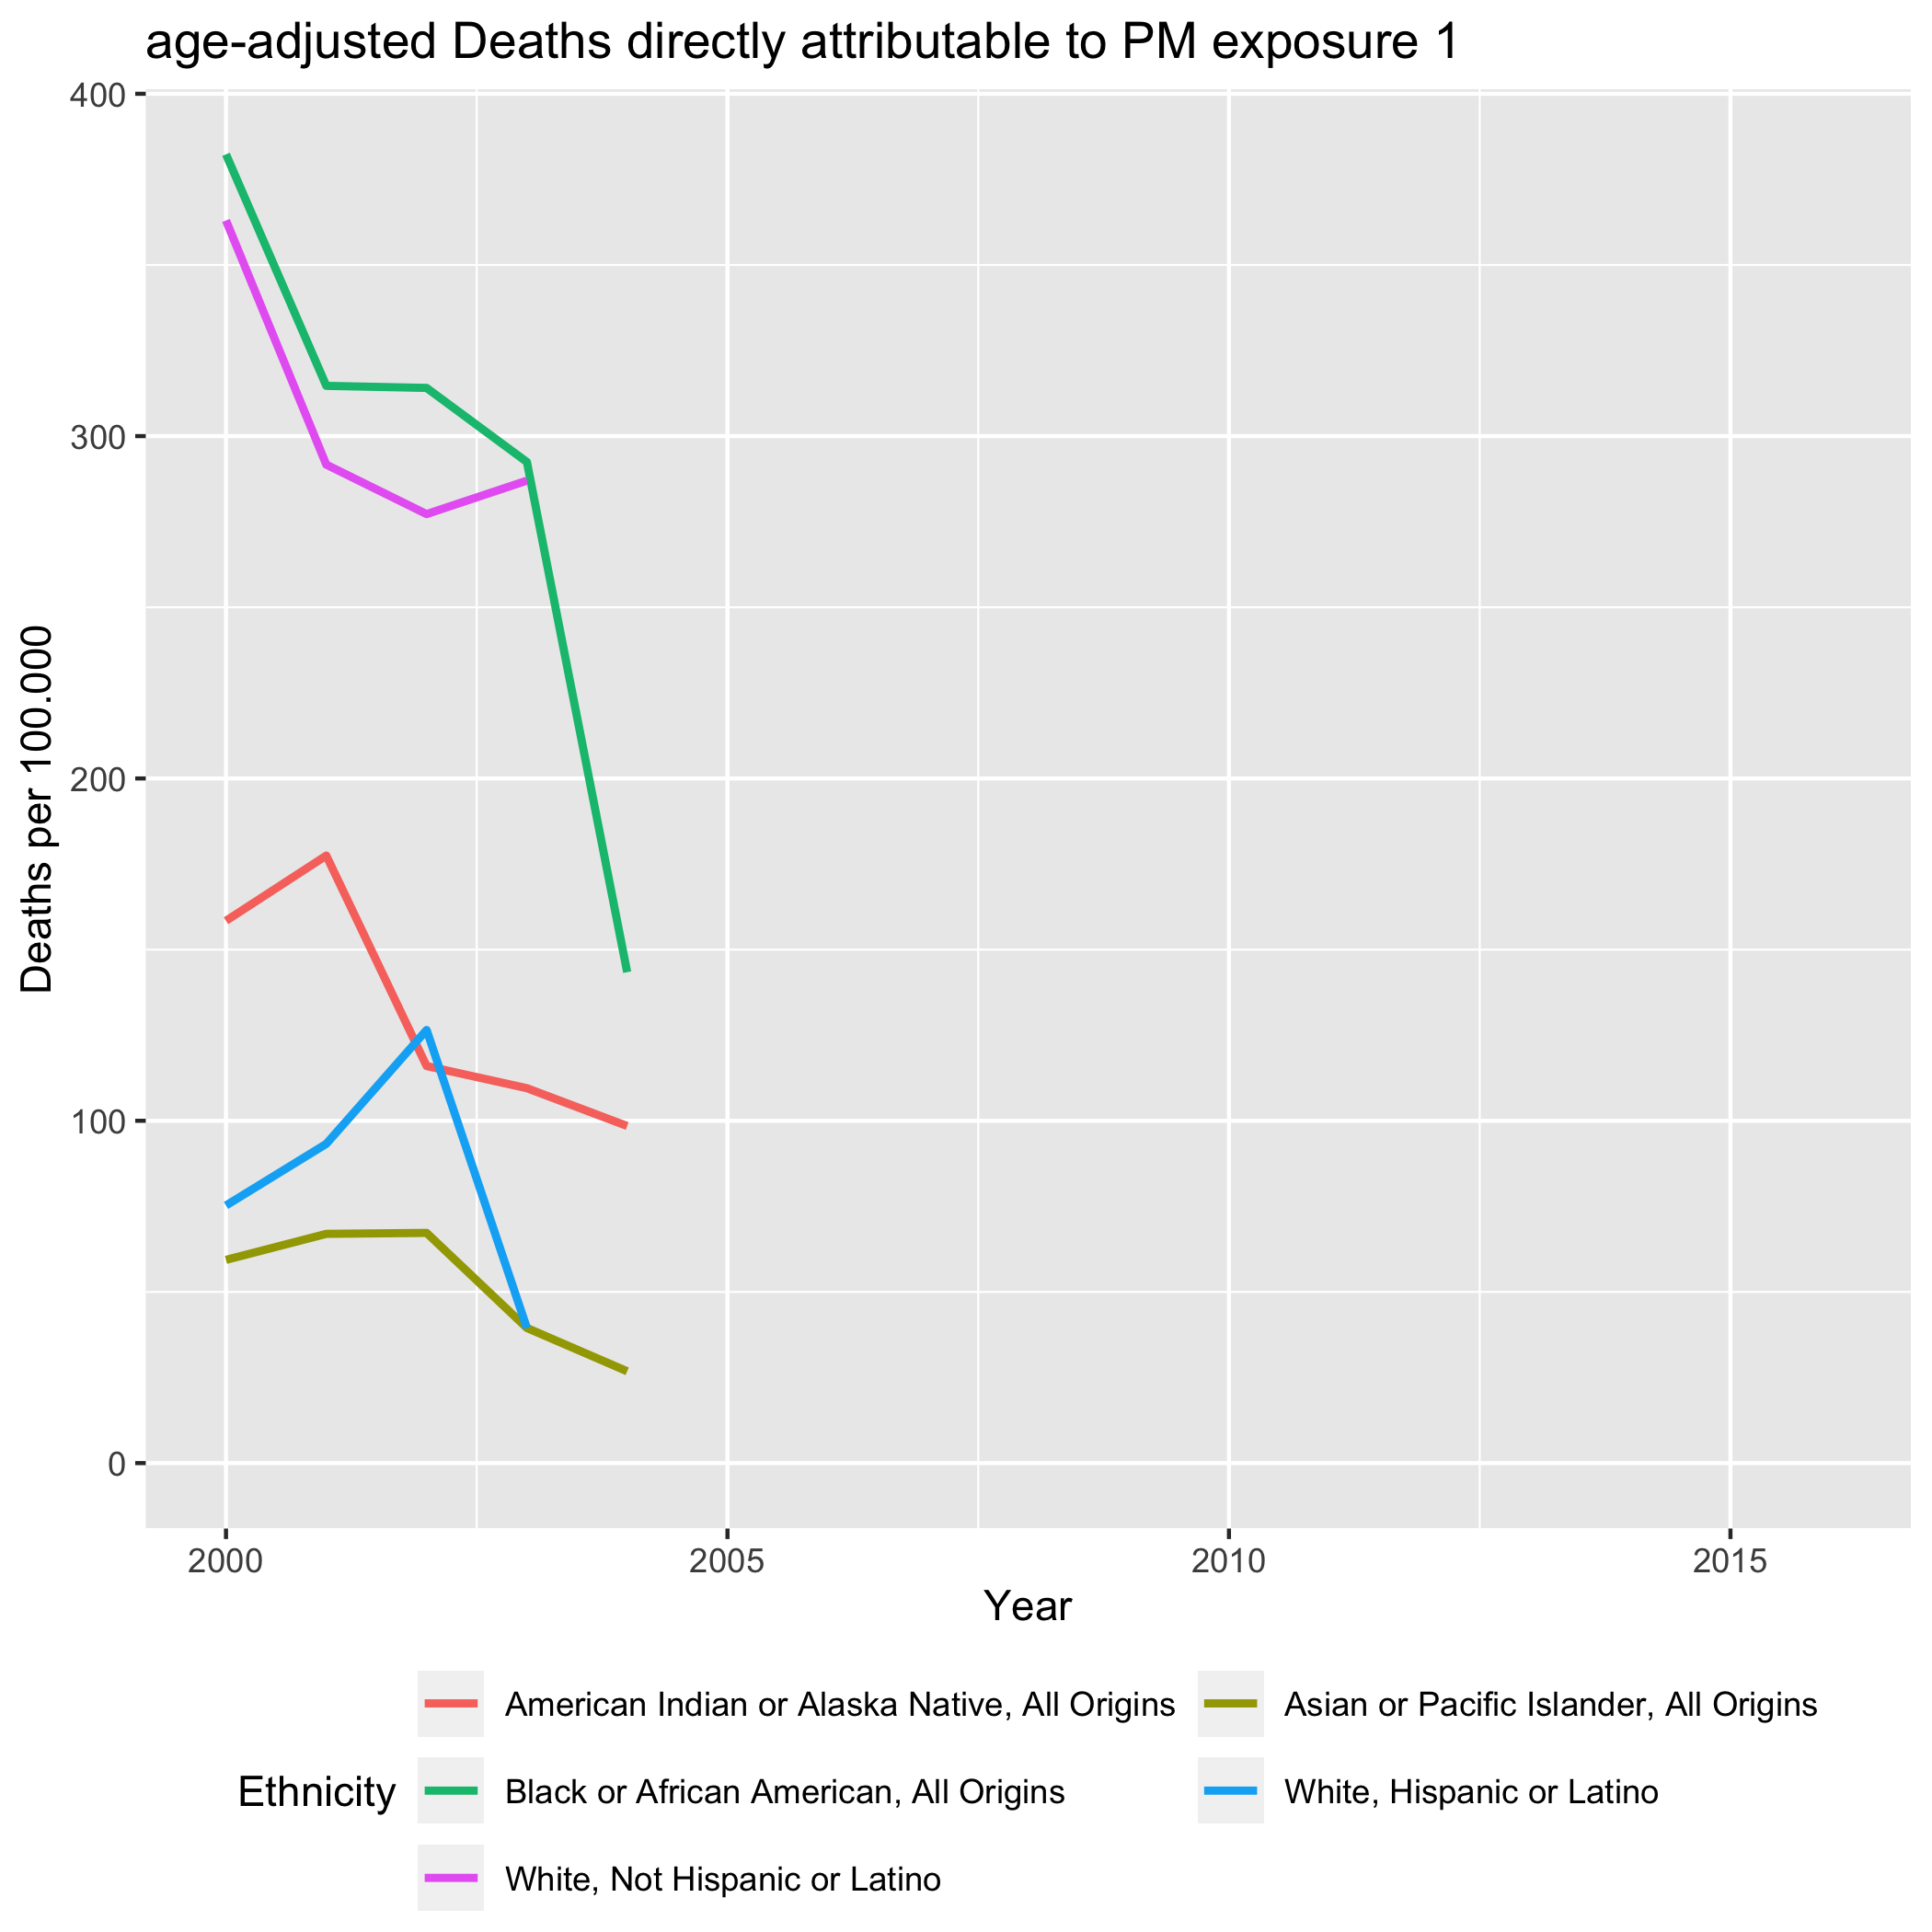 age-adjusted Deaths directly attributable to PM exposure 1
Deaths per 100.000
400
300
200
100
0
2000 2005 2010 2015
Year
Ethnicity
American Indian or Alaska Native, All Origins
Asian or Pacific Islander, All Origins
Black or African American, All Origins
White, Hispanic or Latino
White, Not Hispanic or Latino